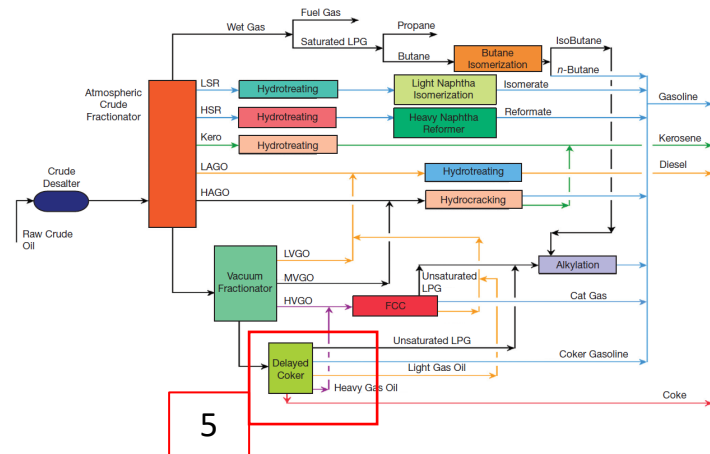 Fuel Gas
Wet Gas
Propane
Saturated LPG
Butane
IsoButane
Butane
Isomerization
n-Butane
Atmospheric
Crude
Fractionator
LSR
Hydrotreating
Light Naphtha
Isomerization
Isomerate
Gasoline
HSR
Hydrotreating
Heavy Naphtha
Reformer
Reformate
Kero
Hydrotreating
Kerosene
LAGO
Hydrotreating
Diesel
HAGO
Hydrocracking
Crude
Desalter
Raw Crude
Oil
Vacuum
Fractionator
LVGO
MVGO
HVGO
FCC
Unsaturated
LPG
Alkylation
Cat Gas
Unsaturated LPG
Delayed
Coker
Coker Gasoline
Light Gas Oil
Heavy Gas Oil
Coke
5